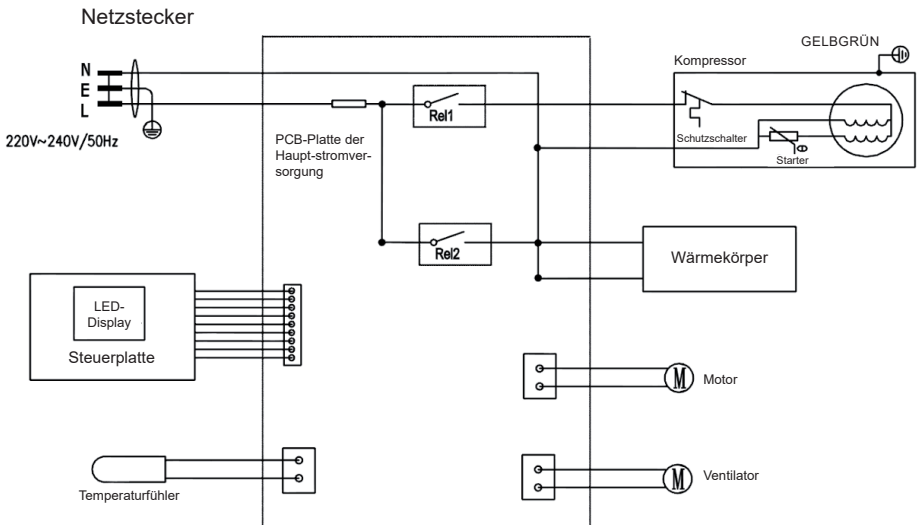 Netzstecker
GELBGRÜN
Kompressor
N
E
L
Rel1
220V~240V/50Hz
PCB-Platte der
Haupt-stromver-
sorgung
Schutzschalter
Starter
Rel2
Wärmekörper
LED-
Display
Steuerplatte
M
Motor
Temperaturfühler
M
Ventilator